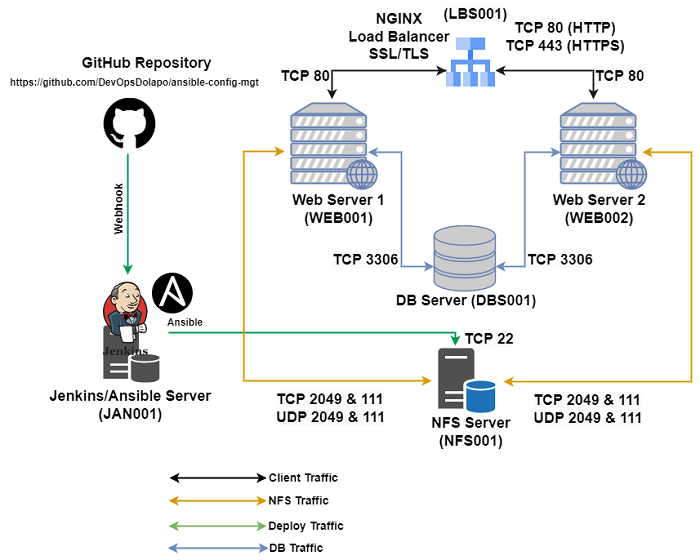 NGINX
Load Balancer
SSL/TLS
(LBS001)
TCP 80 (HTTP)
TCP 443 (HTTPS)
GitHub Repository
https://github.com/DevOpsDolapo/ansible-config-mgt
TCP 80
TCP 80
Web Server 1
(WEB001)
Web Server 2
(WEB002)
Webhook
TCP 3306
TCP 3306
DB Server (DBS001)
Ansible
Jenkins
TCP 22
Jenkins/Ansible Server
(JAN001)
TCP 2049 & 111
UDP 2049 & 111
NFS Server
(NFS001)
TCP 2049 & 111
UDP 2049 & 111
Client Traffic
NFS Traffic
Deploy Traffic
DB Traffic